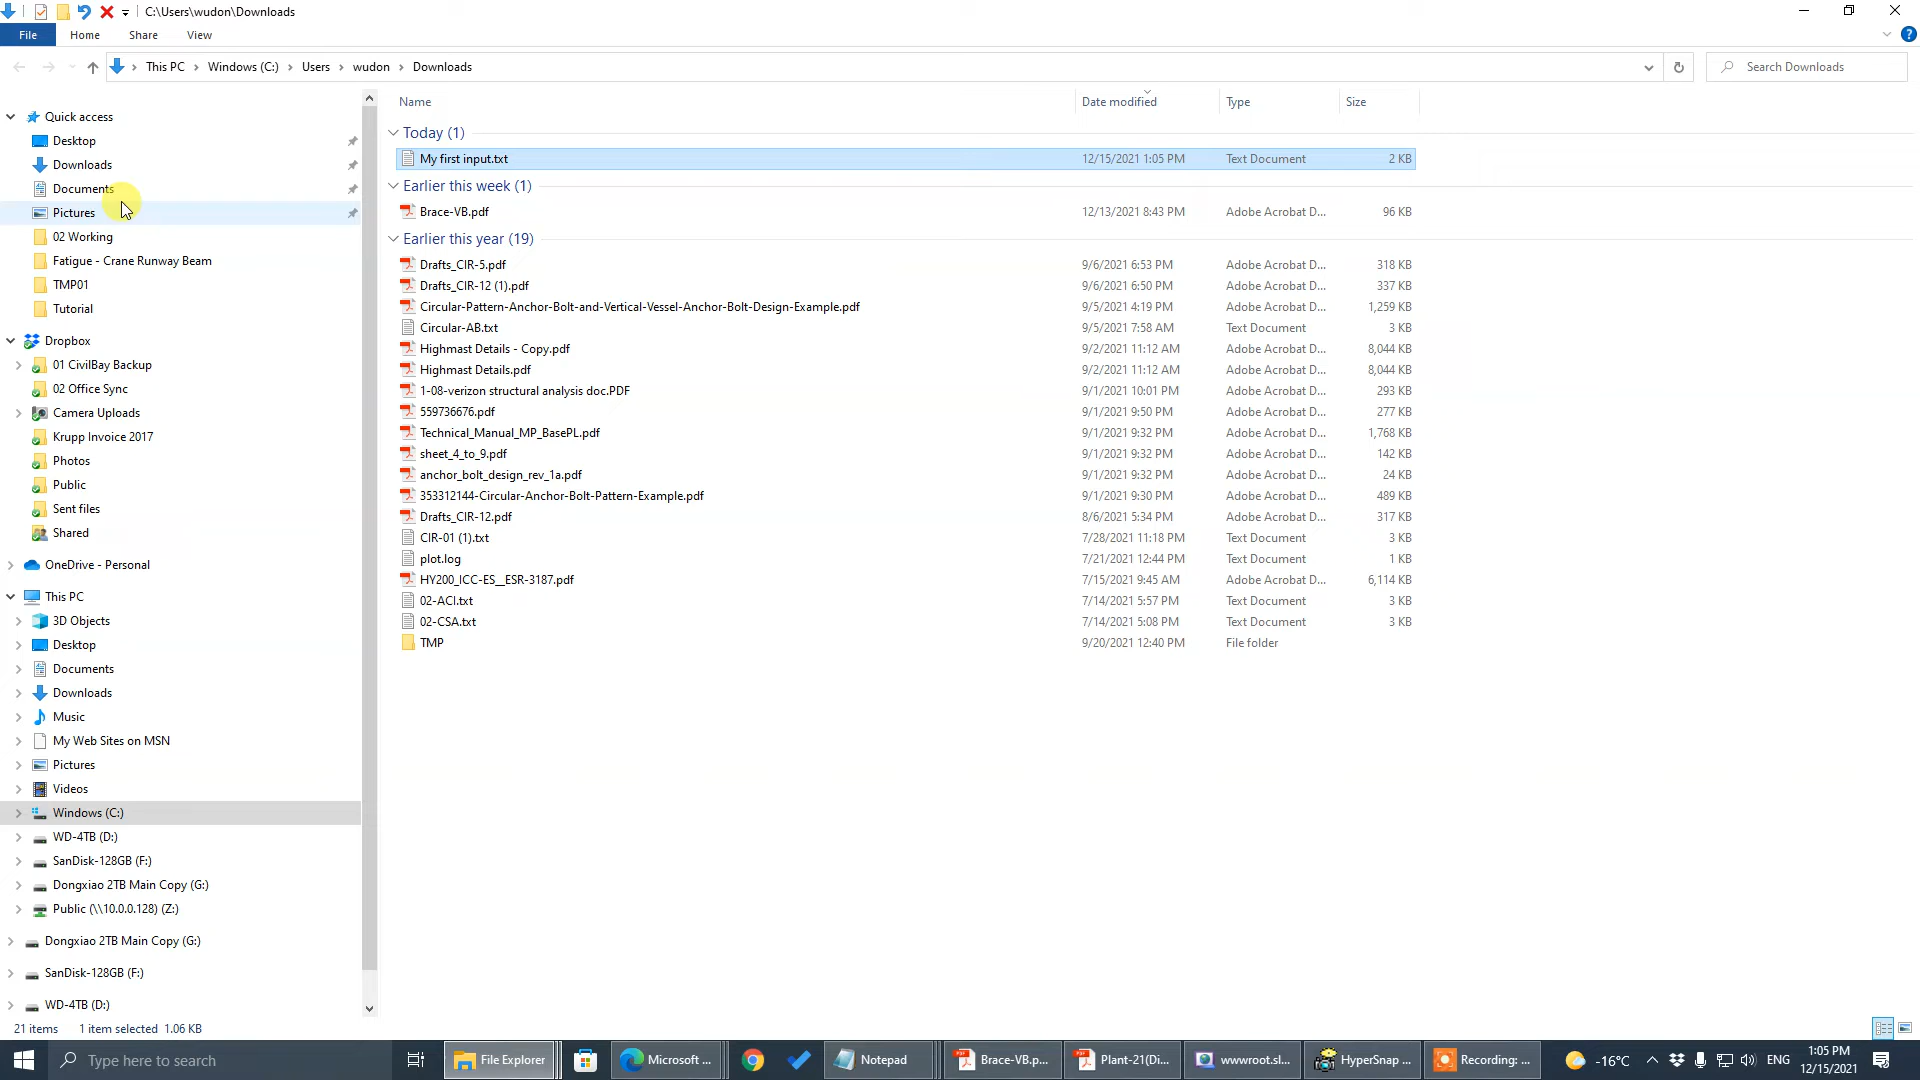 C:\Users\wudon\Downloads
File Home Share View
This PC Windows (C:) Users wudon Downloads
Search Downloads
Name Date modified Type Size
Quick access
Desktop
Downloads
Documents
Pictures
02 Working
Fatigue - Crane Runway Beam
TMP01
Tutorial
Dropbox
01 CivilBay Backup
02 Office Sync
Camera Uploads
Krupp Invoice 2017
Photos
Public
Sent files
Shared
OneDrive - Personal
This PC
3D Objects
Desktop
Documents
Downloads
Music
My Web Sites on MSN
Pictures
Videos
Windows (C:)
WD-4TB (D:)
SanDisk-128GB (F:)
Dongxiao 2TB Main Copy (G:)
Public (\\10.0.0.128) (Z:)
Dongxiao 2TB Main Copy (G:)
SanDisk-128GB (F:)
WD-4TB (D:)
Today (1)
My first input.txt 12/15/2021 1:05 PM Text Document 2 KB
Earlier this week (1)
Brace-VB.pdf 12/13/2021 8:43 PM Adobe Acrobat D... 96 KB
Earlier this year (19)
Drafts_CIR-5.pdf 9/6/2021 6:53 PM Adobe Acrobat D... 318 KB
Drafts_CIR-12 (1).pdf 9/6/2021 6:50 PM Adobe Acrobat D... 337 KB
Circular-Pattern-Anchor-Bolt-and-Vertical-Vessel-Anchor-Bolt-Design-Example.pdf 9/5/2021 4:19 PM Adobe Acrobat D... 1,259 KB
Circular-AB.txt 9/5/2021 7:58 AM Text Document 3 KB
Highmast Details - Copy.pdf 9/2/2021 11:12 AM Adobe Acrobat D... 8,044 KB
Highmast Details.pdf 9/2/2021 11:12 AM Adobe Acrobat D... 8,044 KB
1-08-verizon structural analysis doc.PDF 9/1/2021 10:01 PM Adobe Acrobat D... 293 KB
559736676.pdf 9/1/2021 9:50 PM Adobe Acrobat D... 277 KB
Technical_Manual_MP_BasePL.pdf 9/1/2021 9:32 PM Adobe Acrobat D... 1,768 KB
sheet_4_to_9.pdf 9/1/2021 9:32 PM Adobe Acrobat D... 142 KB
anchor_bolt_design_rev_1a.pdf 9/1/2021 9:32 PM Adobe Acrobat D... 24 KB
353312144-Circular-Anchor-Bolt-Pattern-Example.pdf 9/1/2021 9:30 PM Adobe Acrobat D... 489 KB
Drafts_CIR-12.pdf 8/6/2021 5:34 PM Adobe Acrobat D... 317 KB
CIR-01 (1).txt 7/28/2021 11:18 PM Text Document 3 KB
plot.log 7/21/2021 12:44 PM Text Document 1 KB
HY200_ICC-ES__ESR-3187.pdf 7/15/2021 9:45 AM Adobe Acrobat D... 6,114 KB
02-ACI.txt 7/14/2021 5:57 PM Text Document 3 KB
02-CSA.txt 7/14/2021 5:08 PM Text Document 3 KB
TMP 9/20/2021 12:40 PM File folder
21 items 1 item selected 1.06 KB
Type here to search File Explorer Microsoft ... Notepad Brace-VB.p... Plant-21(Di... wwwroot.sl... HyperSnap ... Recording: ... -16°C ENG
1:05 PM
12/15/2021